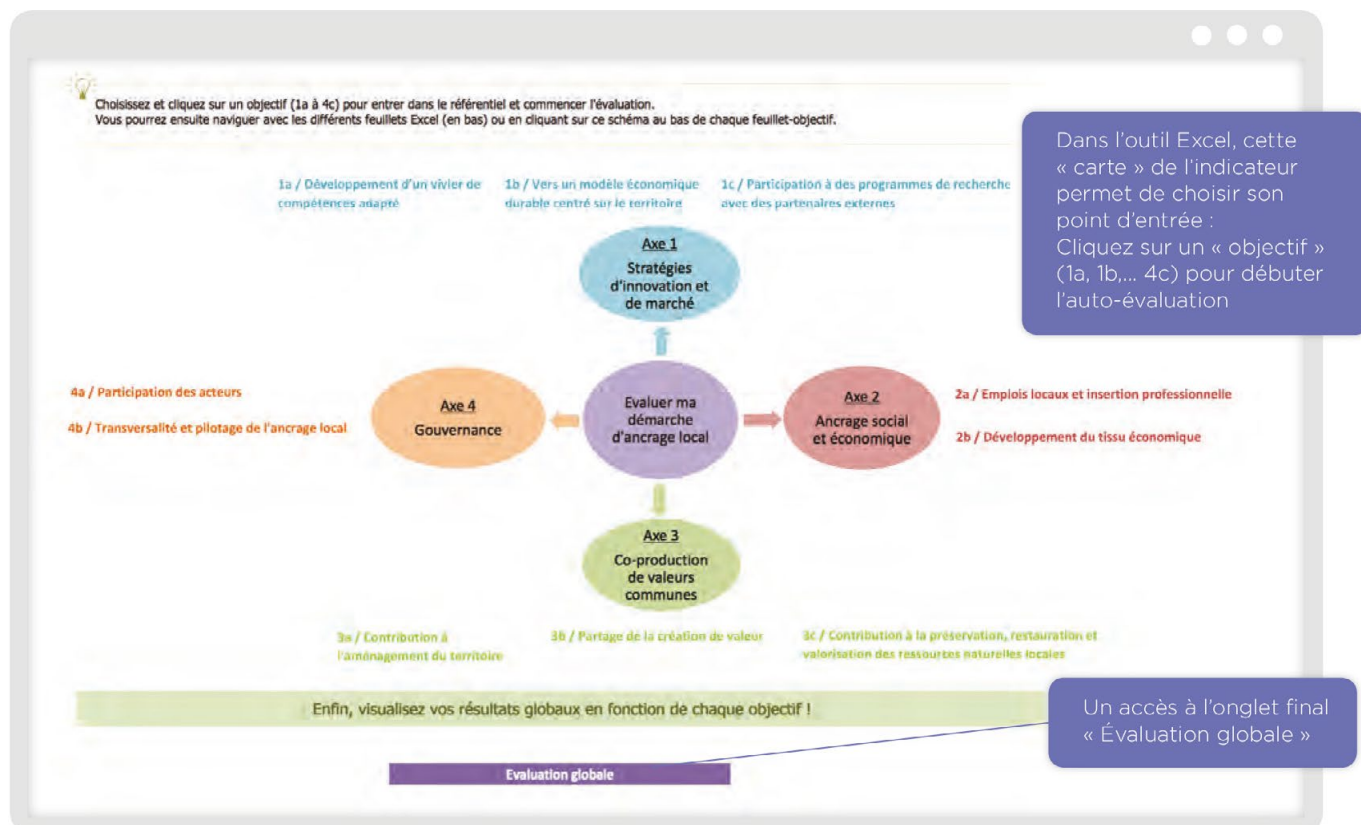 Choisissez et cliquez sur un objectif (1a à 4c) pour entrer dans le référentiel et commencer l'évaluation.
Vous pourrez ensuite naviguer avec les différents feuillets Excel (en bas) ou en cliquant sur ce schéma au bas de chaque feuillet-objectif.
Dans l'outil Excel, cette
« carte » de l'indicateur
permet de choisir son
point d'entrée :
Cliquez sur un « objectif »
(1a, 1b,... 4c) pour débuter
l'auto-évaluation
1a / Développement d'un vivier de
compétences adapté
1b / Vers un modèle économique
durable centré sur le territoire
1c / Participation à des programmes de recherche
avec des partenaires externes
Axe 1
Stratégies
d'innovation et
de marché
4a / Participation des acteurs
4b / Transversalité et pilotage de l'ancrage local
Axe 4
Gouvernance
Evaluer ma
démarche
d'ancrage local
Axe 2
Ancrage social
et économique
2a / Emplois locaux et insertion professionnelle
2b / Développement du tissu économique
Axe 3
Co-production
de valeurs
communes
3a / Contribution à
l'aménagement du territoire
3b / Partage de la création de valeur
3c / Contribution à la préservation, restauration et
valorisation des ressources naturelles locales
Enfin, visualisez vos résultats globaux en fonction de chaque objectif !
Un accès à l'onglet final
« Évaluation globale »
Evaluation globale